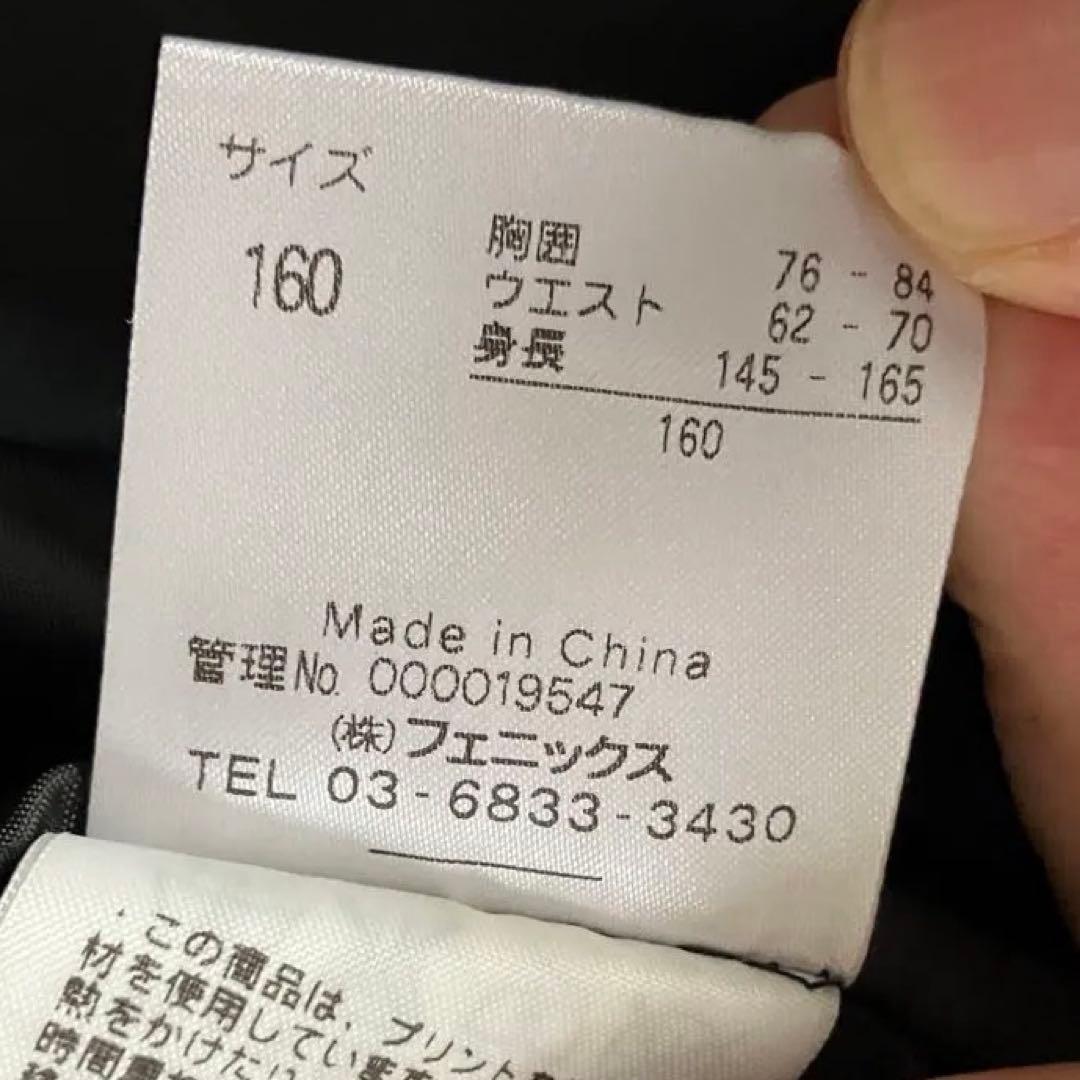 サイズ
160
胸囲 76 - 84
ウエスト 62 - 70
身長 145 - 165
160
Made in China
管理No. 000019547
(株)フェニックス
TEL 03-6833-3430
・この商品は、プリント
材を使用しています
熱をかけた
時間